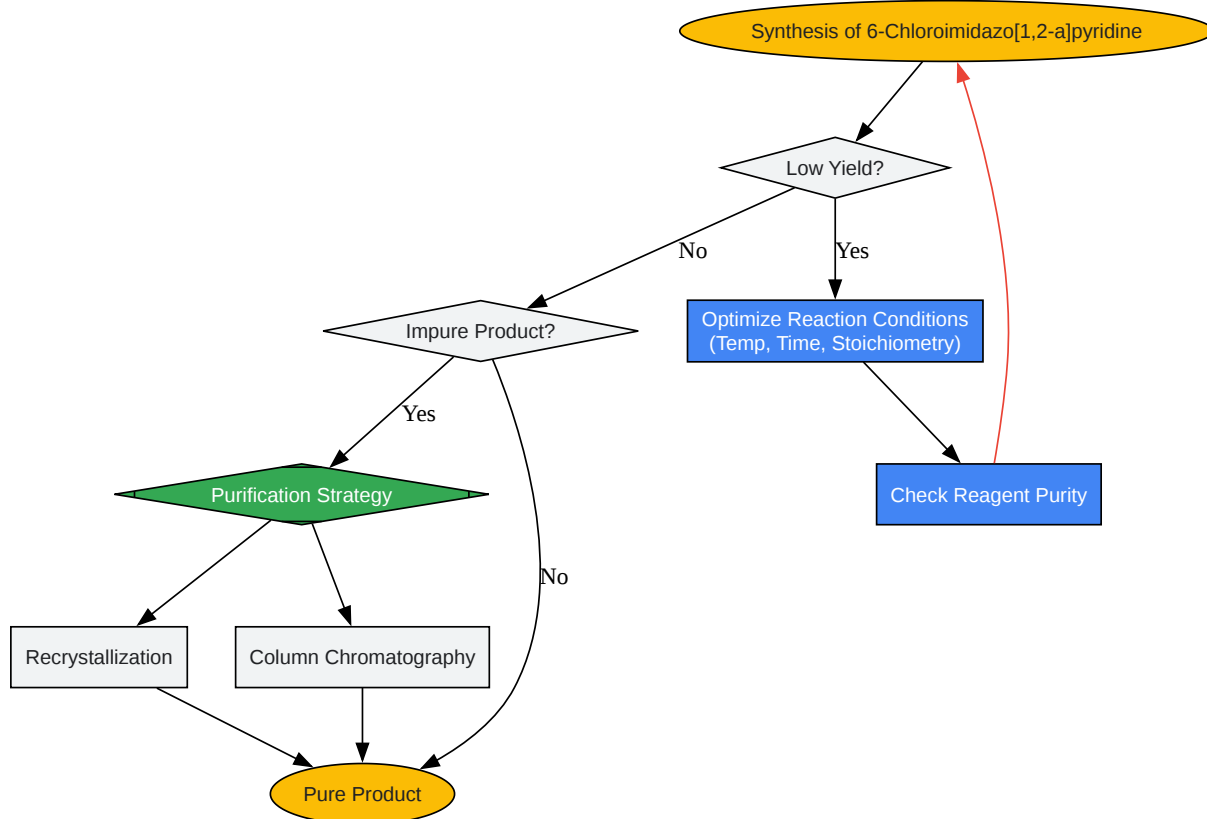 Synthesis of 6-Chloroimidazo[1,2-a]pyridine
Low Yield?
No
Yes
Impure Product?
Optimize Reaction Conditions
(Temp, Time, Stoichiometry)
Yes
Purification Strategy
Check Reagent Purity
No
Recrystallization
Column Chromatography
Pure Product